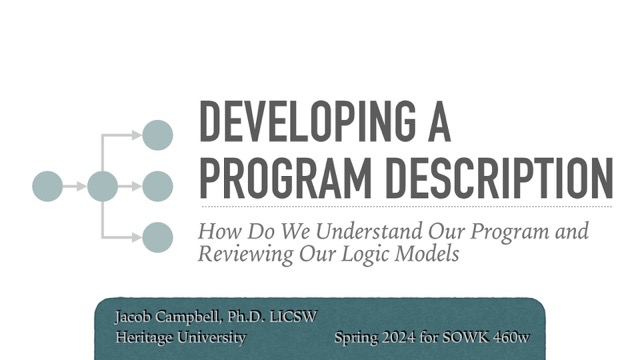 DEVELOPING A
PROGRAM DESCRIPTION
How Do We Understand Our Program and
Reviewing Our Logic Models
Jacob Campbell, Ph.D. LICSW
Heritage University Spring 2024 for SOWK 460w